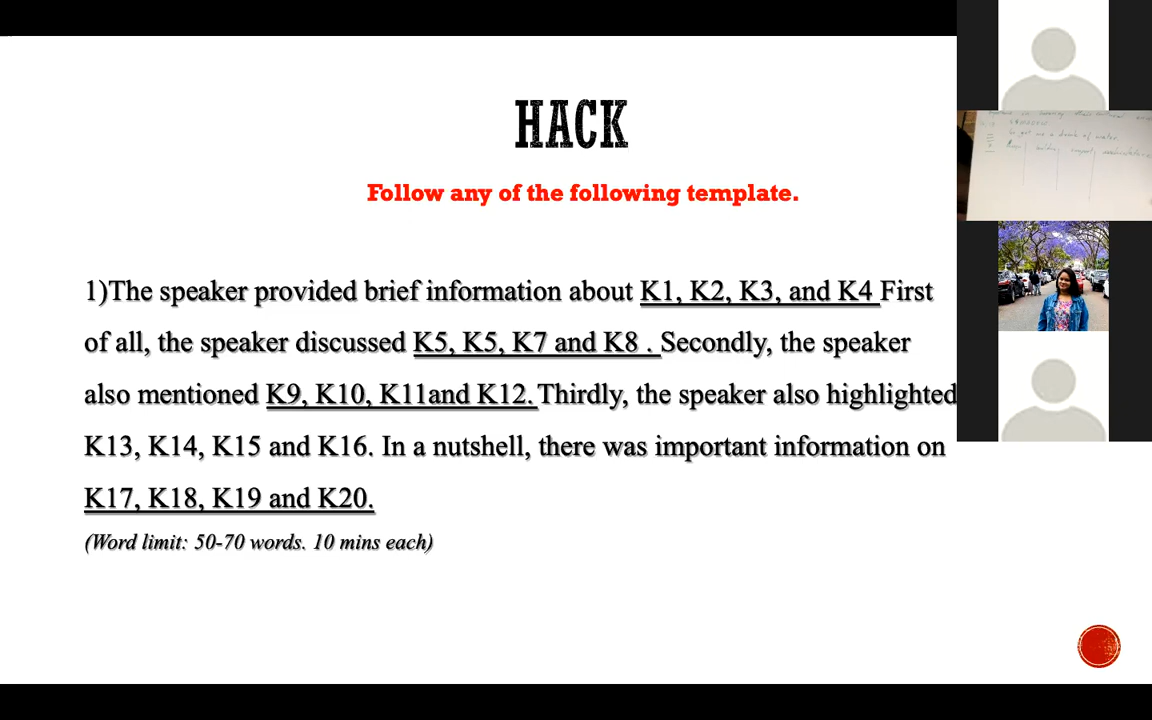 HACK
Follow any of the following template.
1)The speaker provided brief information about K1, K2, K3, and K4 First
of all, the speaker discussed K5, K5, K7 and K8 . Secondly, the speaker
also mentioned K9, K10, K11and K12. Thirdly, the speaker also highlighted
K13, K14, K15 and K16. In a nutshell, there was important information on
K17, K18, K19 and K20.
(Word limit: 50-70 words. 10 mins each)